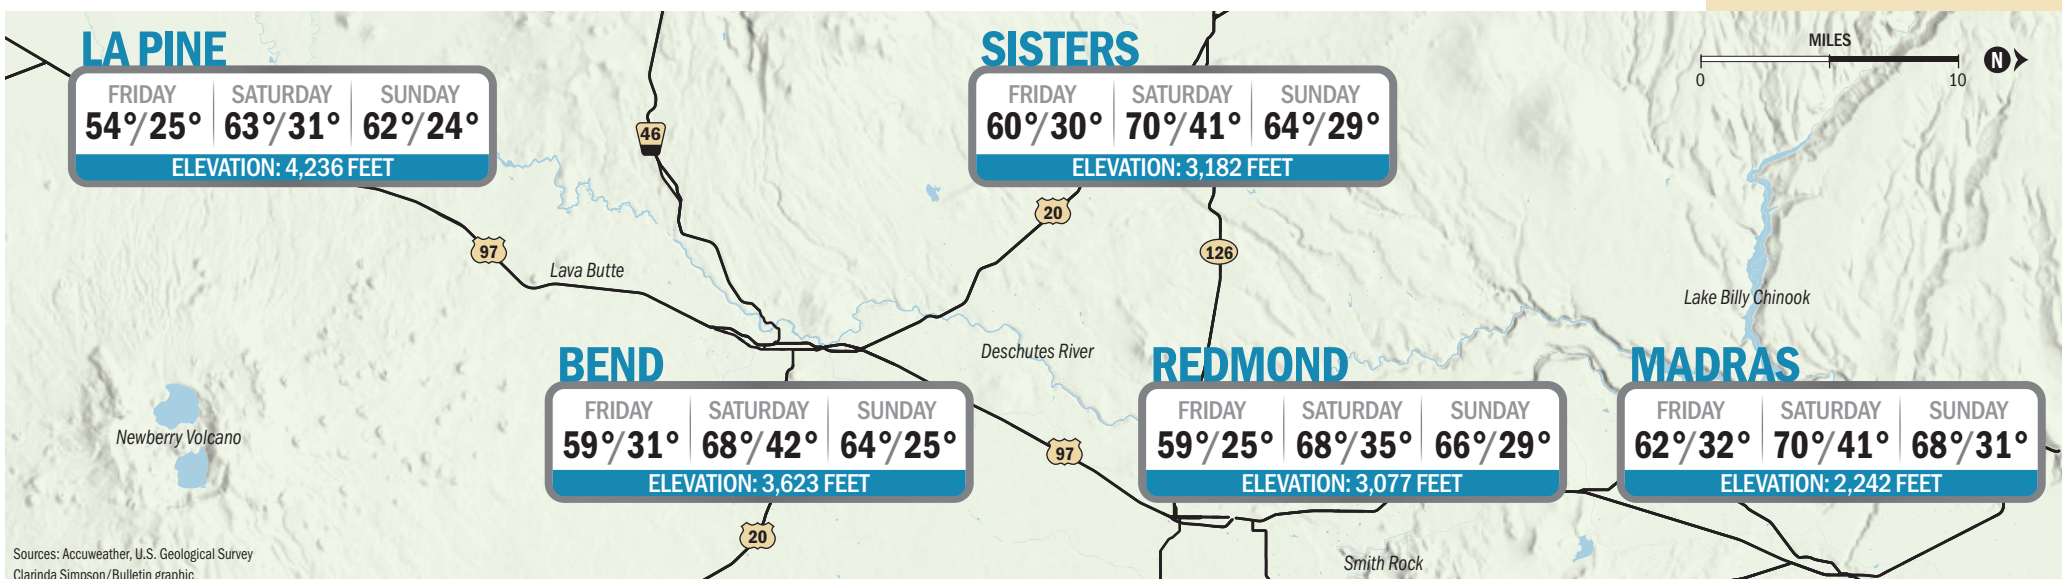 LA PINE
FRIDAY SATURDAY SUNDAY
54°/25° 63°/31° 62°/24°
ELEVATION: 4,236 FEET
SISTERS
FRIDAY SATURDAY SUNDAY
60°/30° 70°/41° 64°/29°
ELEVATION: 3,182 FEET
MILES
0 10
N
46
20
97
126
Lava Butte
Lake Billy Chinook
Deschutes River
BEND
FRIDAY SATURDAY SUNDAY
59°/31° 68°/42° 64°/25°
ELEVATION: 3,623 FEET
REDMOND
FRIDAY SATURDAY SUNDAY
59°/25° 68°/35° 66°/29°
ELEVATION: 3,077 FEET
MADRAS
FRIDAY SATURDAY SUNDAY
62°/32° 70°/41° 68°/31°
ELEVATION: 2,242 FEET
Newberry Volcano
97
20
Smith Rock
Sources: Accuweather, U.S. Geological Survey
Clarinda Simpson/Bulletin graphic